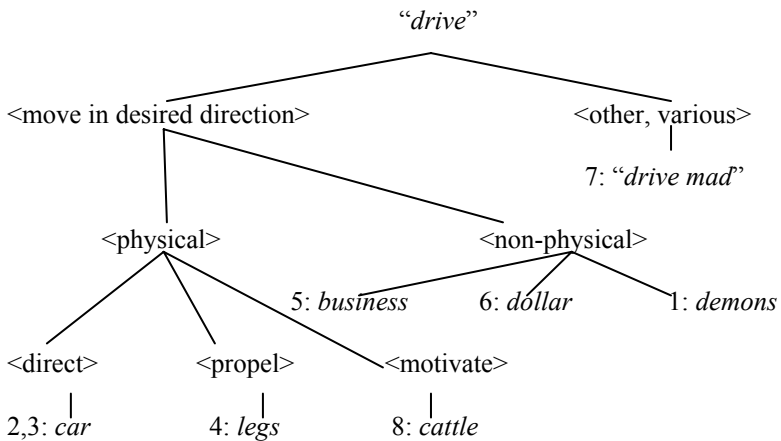 “drive”
<move in desired direction> <other, various>
7: “drive mad”
<physical> <non-physical>
5: business 6: dollar 1: demons
<direct> <propel> <motivate>
2,3: car 4: legs 8: cattle